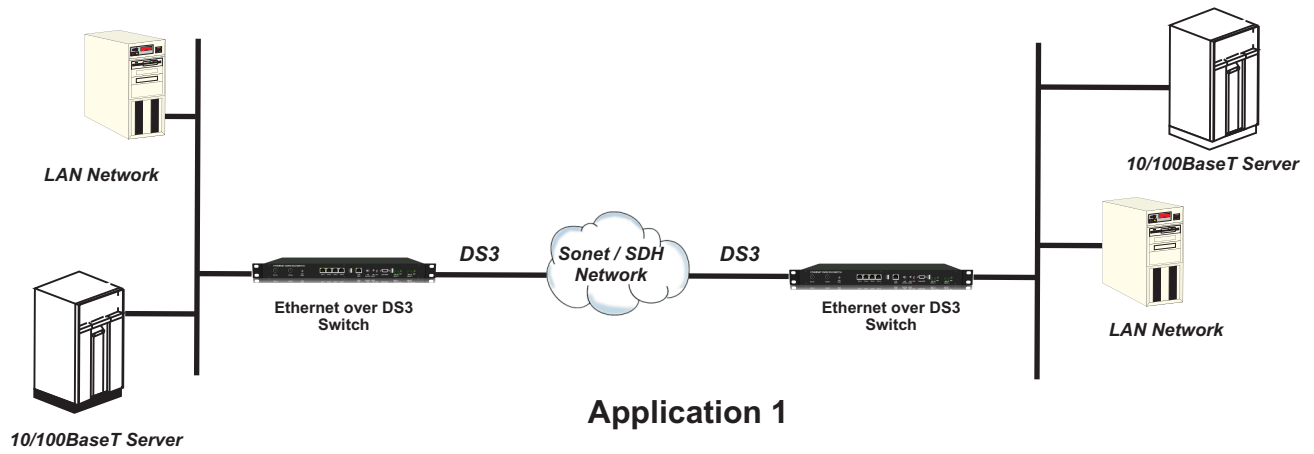 LAN Network
10/100BaseT Server
DS3
Sonet / SDH
Network
DS3
Ethernet over DS3
Switch
Ethernet over DS3
Switch
10/100BaseT Server
LAN Network
Application 1